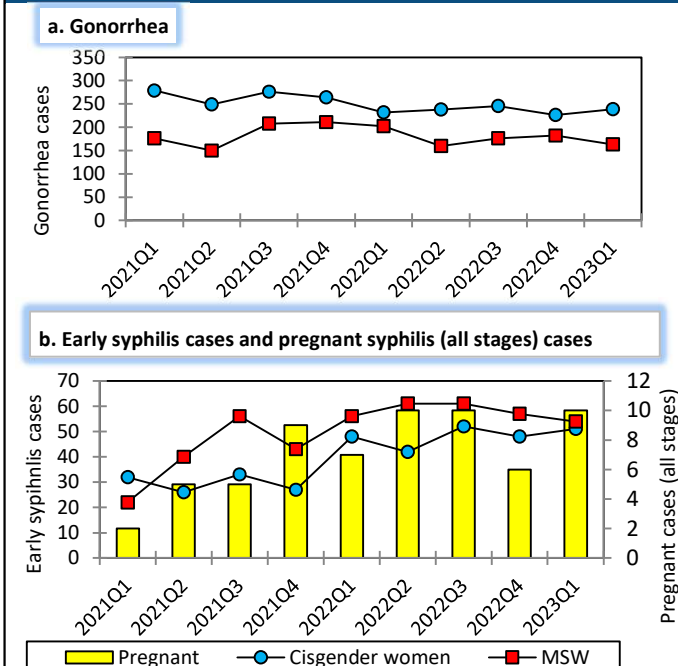 a. Gonorrhea
350
300
250
200
150
100
50
0
Gonorrhea cases
2021Q1
2021Q2
2021Q3
2021Q4
2022Q1
2022Q2
2022Q3
2022Q4
2023Q1
b. Early syphilis cases and pregnant syphilis (all stages) cases
70
60
50
40
30
20
10
0
Early sypihnlis cases
12
10
8
6
4
2
0
Pregnant cases (all stages)
2021Q1
2021Q2
2021Q3
2021Q4
2022Q1
2022Q2
2022Q3
2022Q4
2023Q1
Pregnant Cisgender women MSW